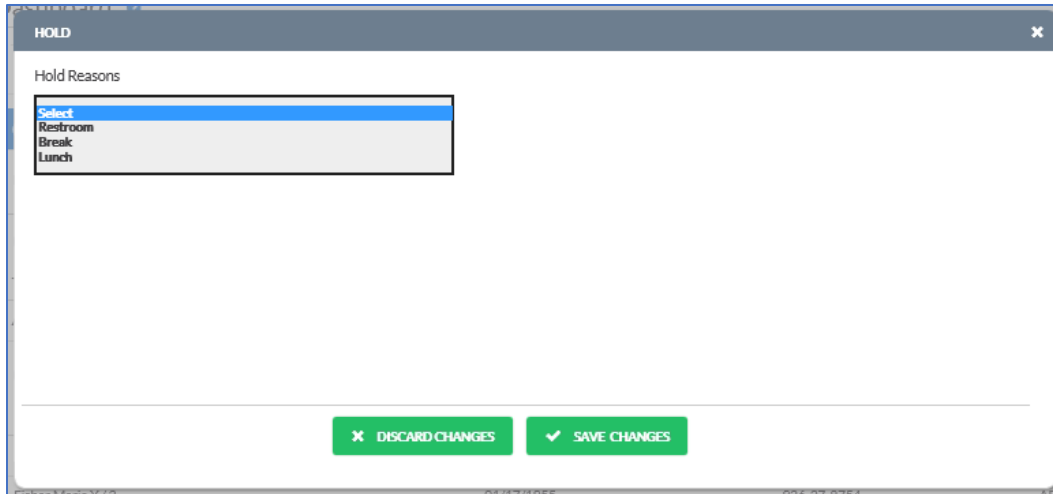 HOLD
Hold Reasons
Select
Restroom
Break
Lunch
DISCARD CHANGES
SAVE CHANGES